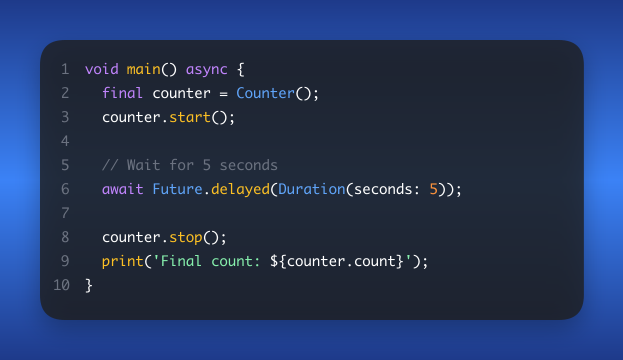 1 void main() async {
2   final counter = Counter();
3   counter.start();
4
5   // Wait for 5 seconds
6   await Future.delayed(Duration(seconds: 5));
7
8   counter.stop();
9   print('Final count: ${counter.count}');
10 }